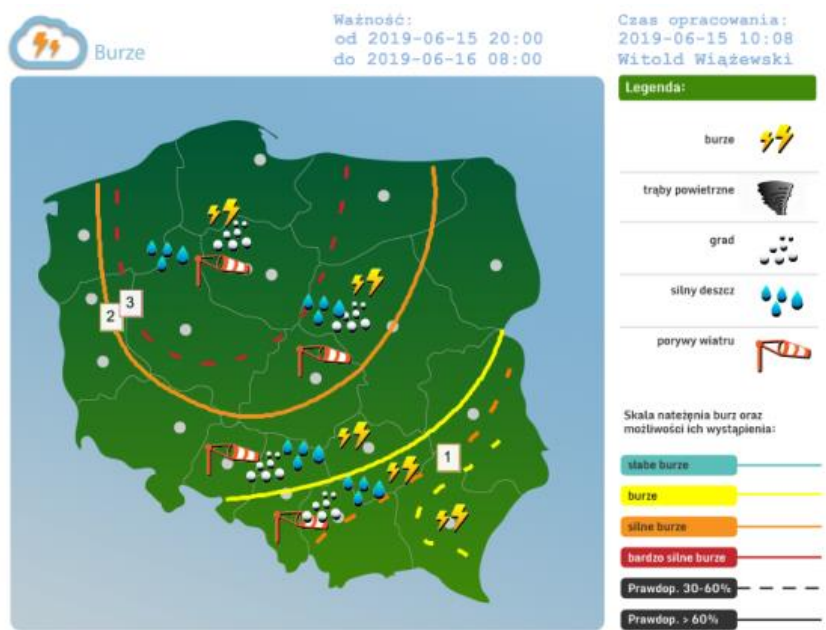 Burze
Ważność:
od 2019-06-15 20:00
do 2019-06-16 08:00
Czas opracowania:
2019-06-15 10:08
Witold Wiążewski
Legenda:
burze
trąby powietrzne
grad
silny deszcz
porywy wiatru
Skala natężenia burz oraz
możliwości ich wystąpienia:
słabe burze
burze
silne burze
bardzo silne burze
Prawdop. 30-60%
Prawdop. > 60%
3
2
1